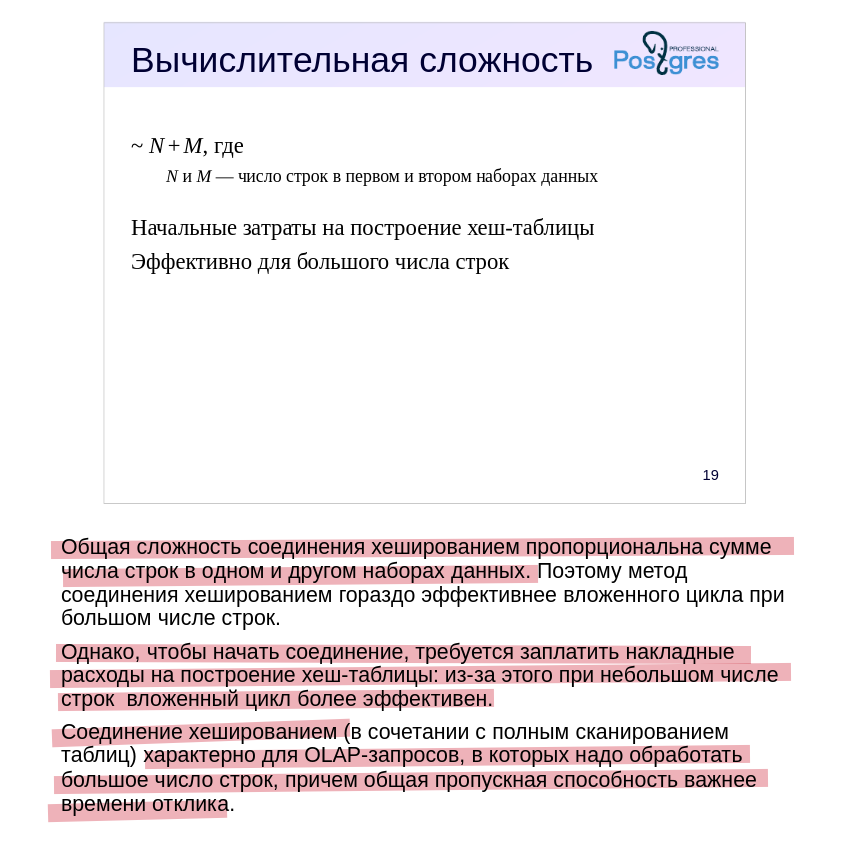 Вычислительная сложность
PROFESSIONAL
Postgres
~ N + M, где
N и M — число строк в первом и втором наборах данных
Начальные затраты на построение хеш-таблицы
Эффективно для большого числа строк
19
Общая сложность соединения хешированием пропорциональна сумме
числа строк в одном и другом наборах данных. Поэтому метод
соединения хешированием гораздо эффективнее вложенного цикла при
большом числе строк.
Однако, чтобы начать соединение, требуется заплатить накладные
расходы на построение хеш-таблицы: из-за этого при небольшом числе
строк  вложенный цикл более эффективен.
Соединение хешированием (в сочетании с полным сканированием
таблиц) характерно для OLAP-запросов, в которых надо обработать
большое число строк, причем общая пропускная способность важнее
времени отклика.